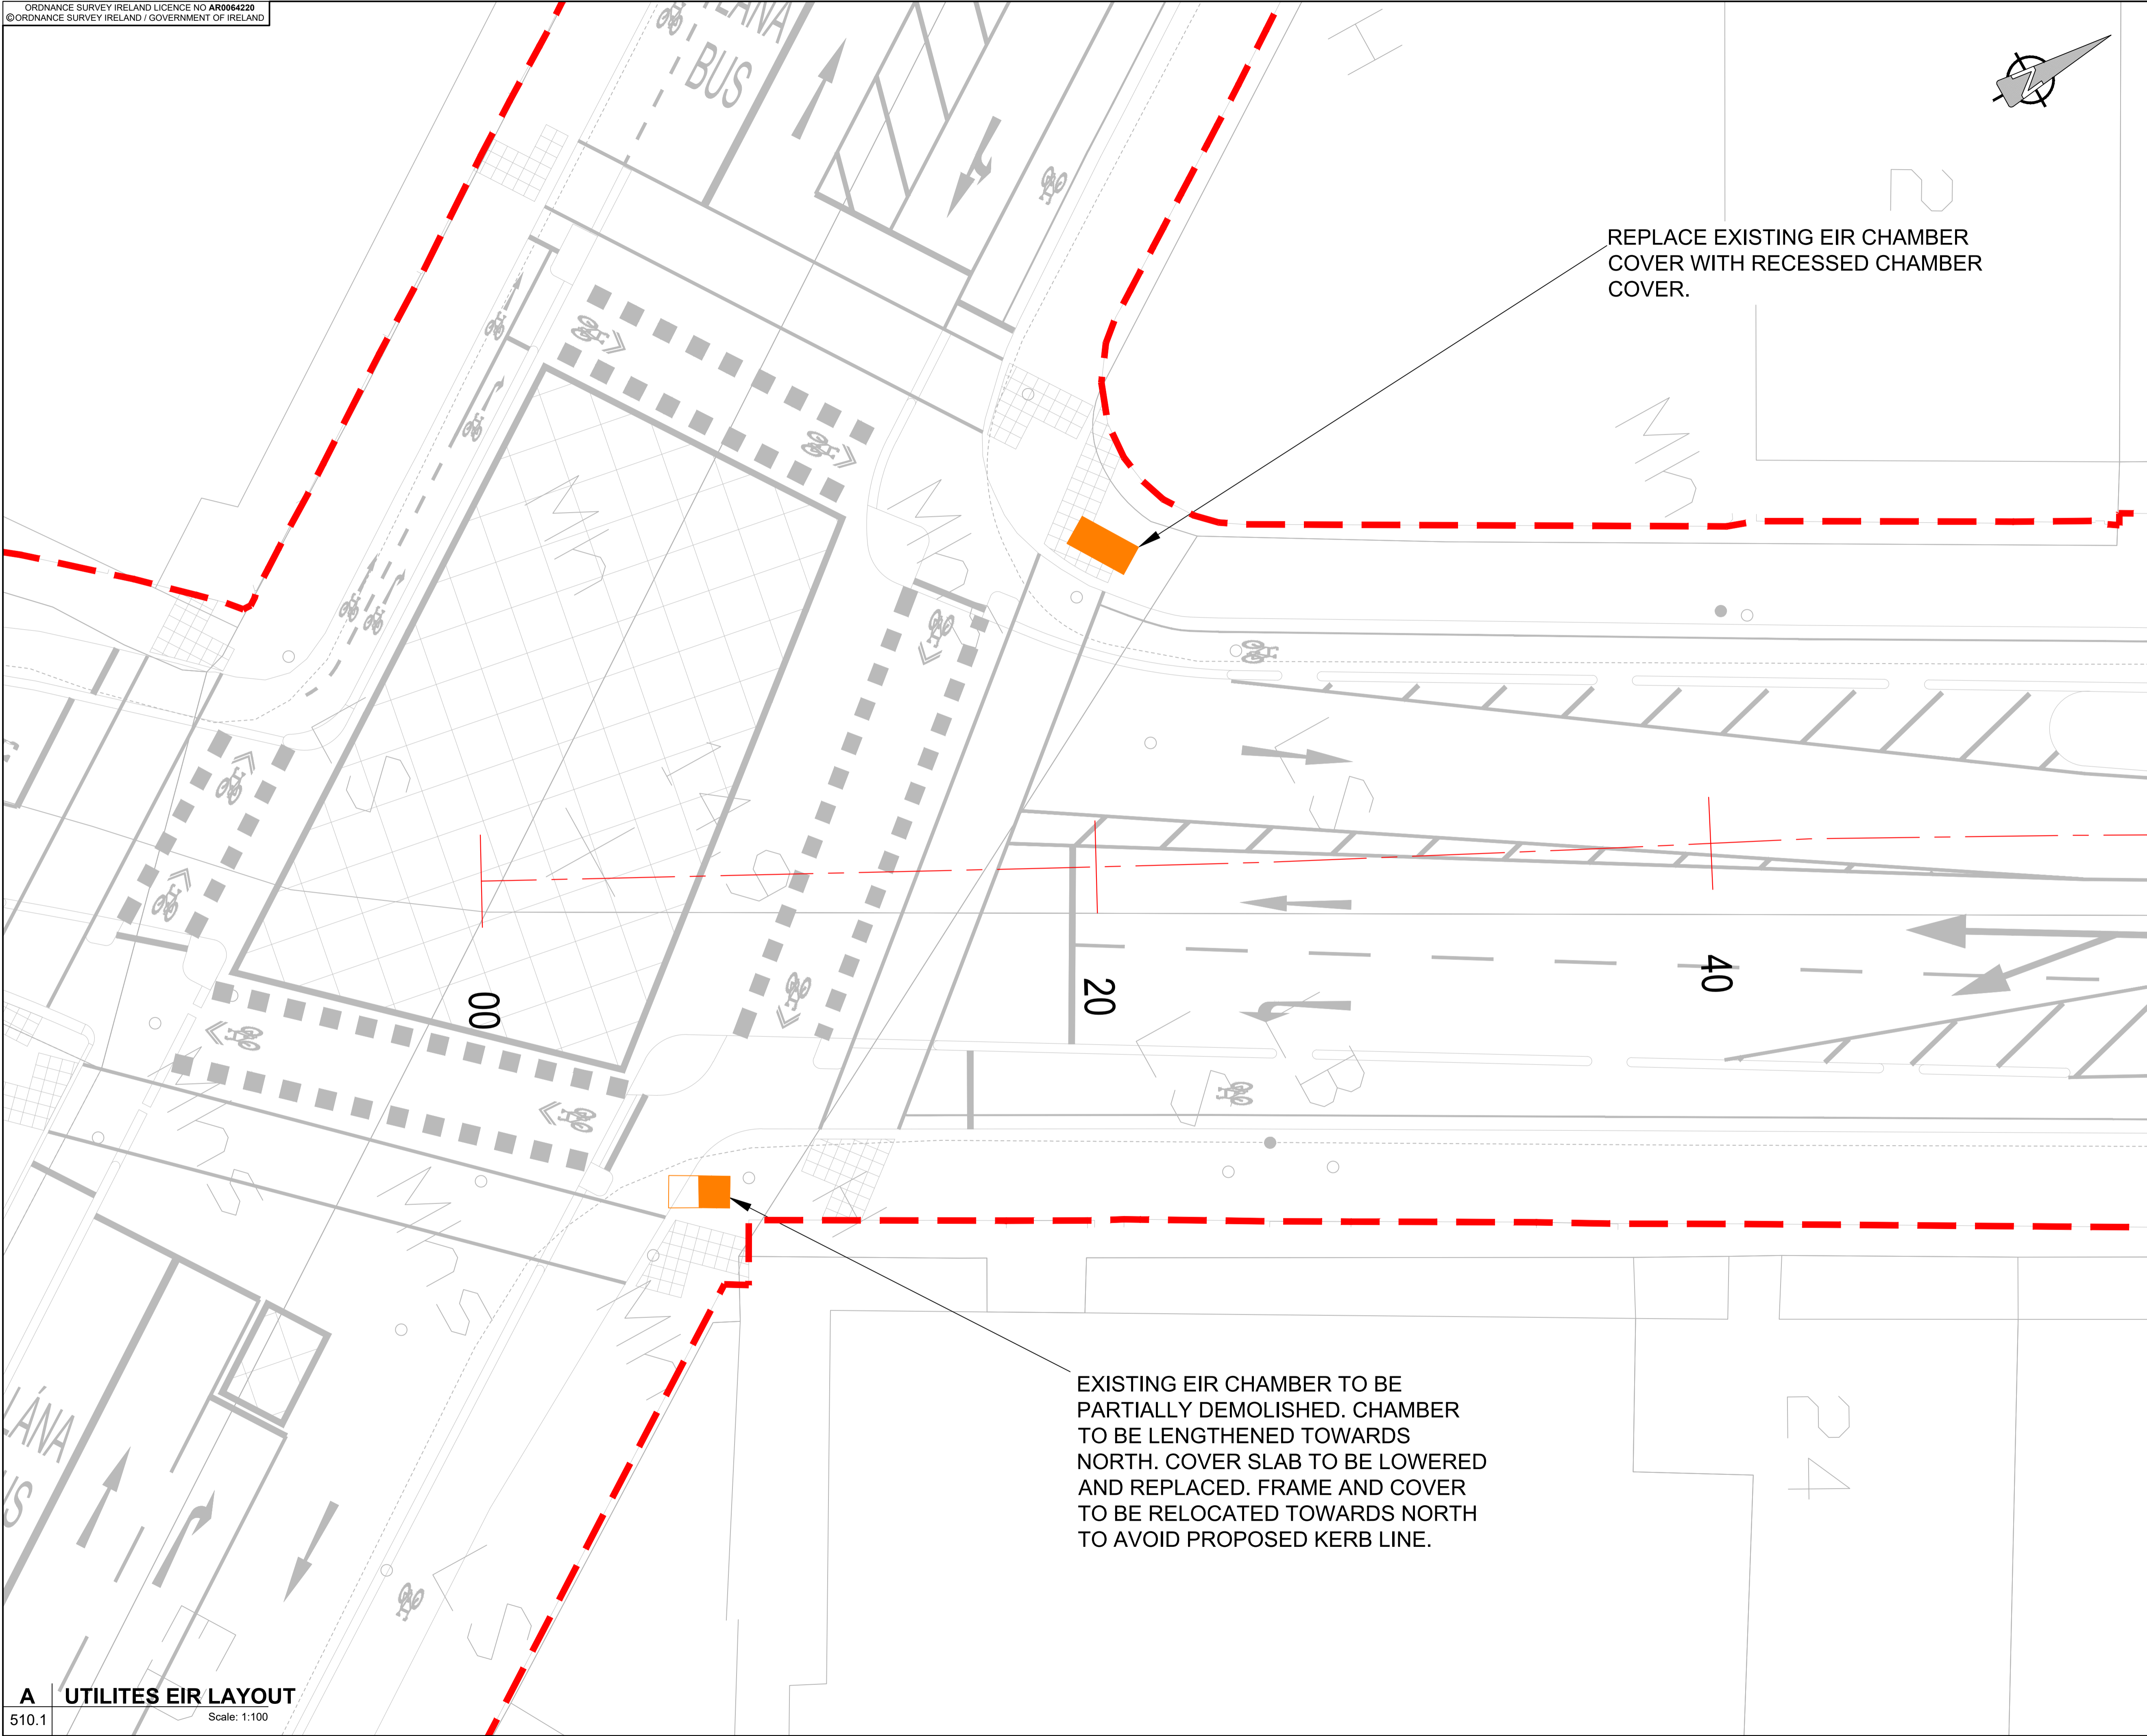 ORDNANCE SURVEY IRELAND LICENCE NO AR0064220
©ORDNANCE SURVEY IRELAND / GOVERNMENT OF IRELAND
BUS
REPLACE EXISTING EIR CHAMBER
COVER WITH RECESSED CHAMBER
COVER.
00
20
40
EXISTING EIR CHAMBER TO BE
PARTIALLY DEMOLISHED. CHAMBER
TO BE LENGTHENED TOWARDS
NORTH. COVER SLAB TO BE LOWERED
AND REPLACED. FRAME AND COVER
TO BE RELOCATED TOWARDS NORTH
TO AVOID PROPOSED KERB LINE.
LÁNA
A UTILITES EIR LAYOUT
510.1 Scale: 1:100